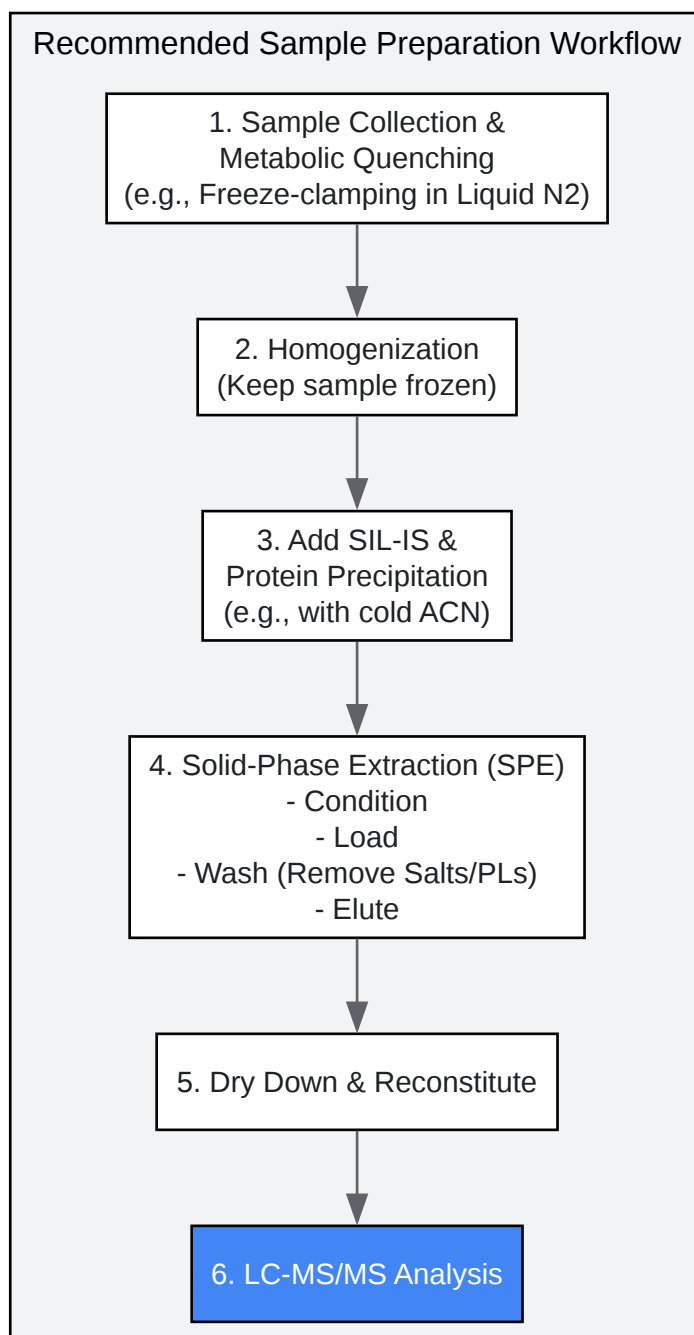 Recommended Sample Preparation Workflow
1. Sample Collection &
Metabolic Quenching
(e.g., Freeze-clamping in Liquid N2)
2. Homogenization
(Keep sample frozen)
3. Add SIL-IS &
Protein Precipitation
(e.g., with cold ACN)
4. Solid-Phase Extraction (SPE)
- Condition
- Load
- Wash (Remove Salts/PLs)
- Elute
5. Dry Down & Reconstitute
6. LC-MS/MS Analysis